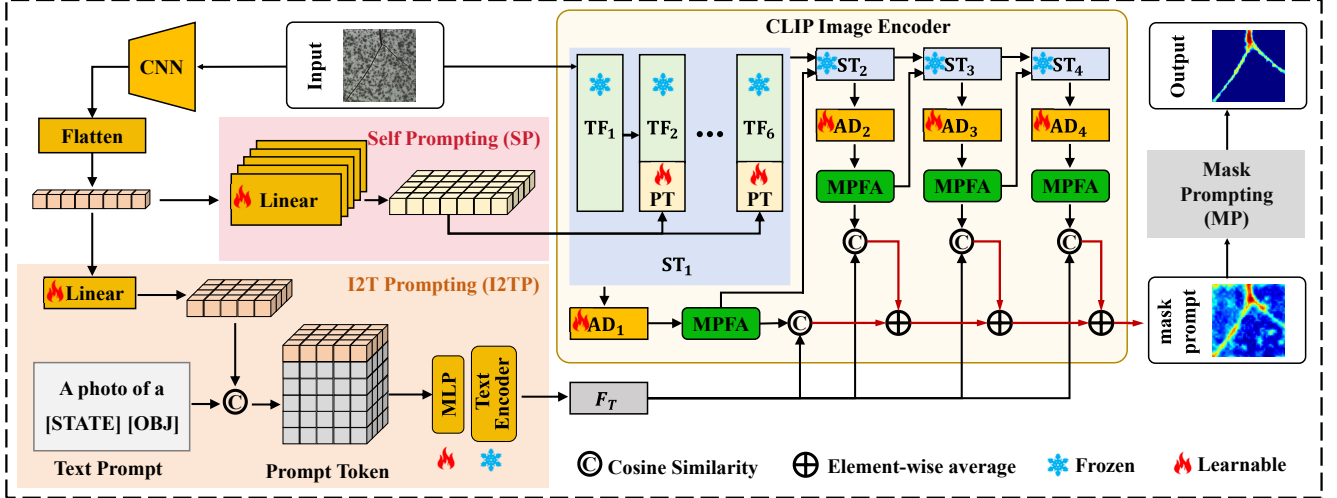 CLIP Image Encoder
CNN
Input
Output
Flatten
Self Prompting (SP)
Linear
TF1
TF2
...
TF6
PT
PT
ST1
ST2
ST3
ST4
AD2
AD3
AD4
MPFA
MPFA
MPFA
C
C
C
Mask
Prompting
(MP)
I2T Prompting (I2TP)
Linear
AD1
MPFA
C
mask
prompt
A photo of a
[STATE] [OBJ]
C
MLP
Text
Encoder
F_T
Text Prompt
Prompt Token
C Cosine Similarity
Element-wise average
Frozen
Learnable